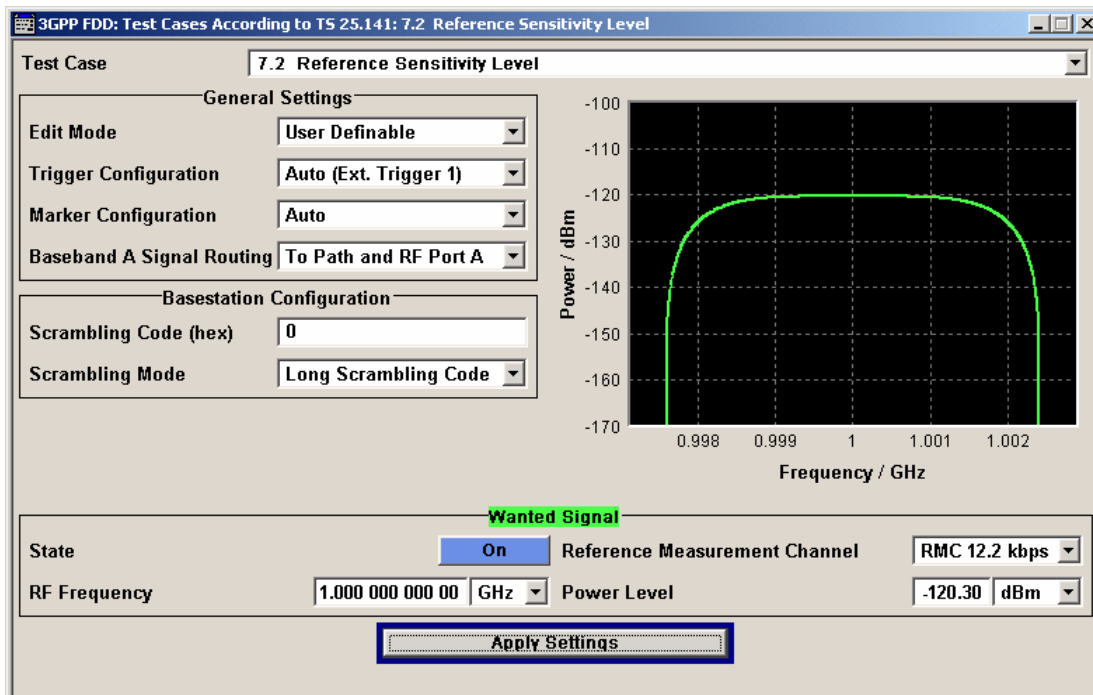 3GPP FDD: Test Cases According to TS 25.141: 7.2 Reference Sensitivity Level
Test Case 7.2 Reference Sensitivity Level
General Settings
Edit Mode User Definable
Trigger Configuration Auto (Ext. Trigger 1)
Marker Configuration Auto
Baseband A Signal Routing To Path and RF Port A
Basestation Configuration
Scrambling Code (hex) 0
Scrambling Mode Long Scrambling Code
Power / dBm
-100
-110
-120
-130
-140
-150
-160
-170
0.998 0.999 1 1.001 1.002
Frequency / GHz
Wanted Signal
State On Reference Measurement Channel RMC 12.2 kbps
RF Frequency 1.000 000 000 00 GHz Power Level -120.30 dBm
Apply Settings